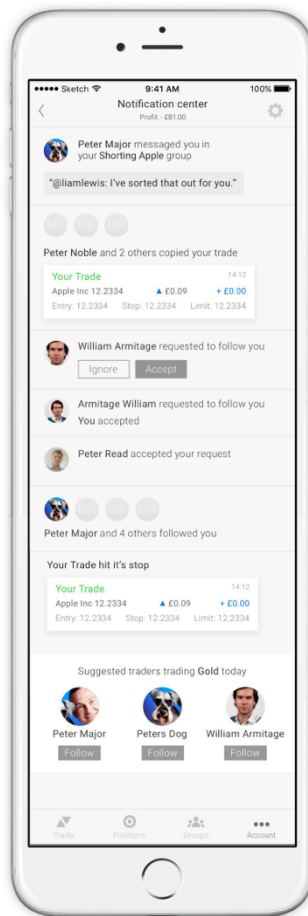 Sketch 9:41 AM 100%
Notification center
Profit - £81.00
Peter Major messaged you in
your Shorting Apple group
"@liamlewis: I've sorted that out for you."
MR MR MR
Peter Noble and 2 others copied your trade
Your Trade 14:12
Apple Inc 12.2334 ▲ £0.09 + £0.00
Entry: 12.2334 Stop: 12.2334 Limit: 12.2334
William Armitage requested to follow you
Ignore Accept
Armitage William requested to follow you
You accepted
Peter Read accepted your request
MR MR MR
Peter Major and 4 others followed you
Your Trade hit it's stop
Your Trade 14:12
Apple Inc 12.2334 ▲ £0.09 + £0.00
Entry: 12.2334 Stop: 12.2334 Limit: 12.2334
Suggested traders trading Gold today
Peter Major Peters Dog William Armitage
Follow Follow Follow
Trade Positions Groups Account